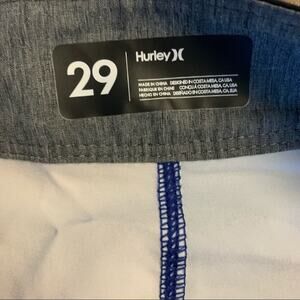 29
Hurley
MADE IN CHINA DESIGNED IN COSTA MESA, CA, USA
FABRIQUÉ EN CHINE CONÇU À COSTA MESA, CA, USA
HECHO EN CHINA DISEÑADO EN COSTA MESA, CA, EUA